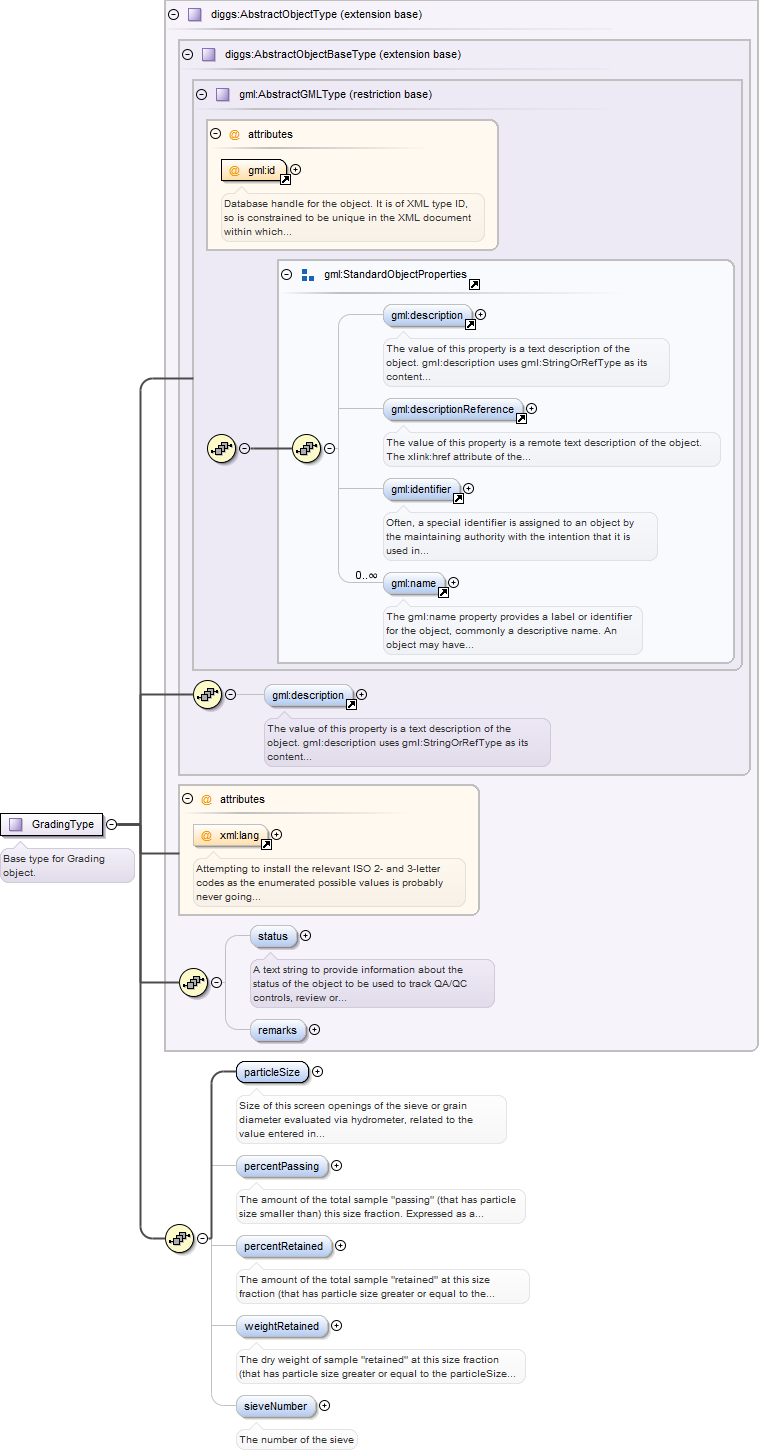 diggs:AbstractObjectType (extension base)
diggs:AbstractObjectBaseType (extension base)
gml:AbstractGMLType (restriction base)
@ attributes
@ gml:id
Database handle for the object. It is of XML type ID,
so is constrained to be unique in the XML document
within which...
gml:StandardObjectProperties
gml:description
The value of this property is a text description of the
object. gml:description uses gml:StringOrRefType as its
content...
gml:descriptionReference
The value of this property is a remote text description of the object.
The xlink:href attribute of the...
gml:identifier
Often, a special identifier is assigned to an object by
the maintaining authority with the intention that it is
used in...
0..∞
gml:name
The gml:name property provides a label or identifier
for the object, commonly a descriptive name. An
object may have...
gml:description
The value of this property is a text description of the
object. gml:description uses gml:StringOrRefType as its
content...
@ attributes
@ xml:lang
Attempting to install the relevant ISO 2- and 3-letter
codes as the enumerated possible values is probably
never going...
GradingType
Base type for Grading
object.
status
A text string to provide information about the
status of the object to be used to track QA/QC
controls, review or...
remarks
particleSize
Size of this screen openings of the sieve or grain
diameter evaluated via hydrometer, related to the
value entered in...
percentPassing
The amount of the total sample "passing" (that has particle
size smaller than) this size fraction. Expressed as a...
percentRetained
The amount of the total sample "retained" at this size
fraction (that has particle size greater or equal to the...
weightRetained
The dry weight of sample "retained" at this size fraction
(that has particle size greater or equal to the particleSize...
sieveNumber
The number of the sieve